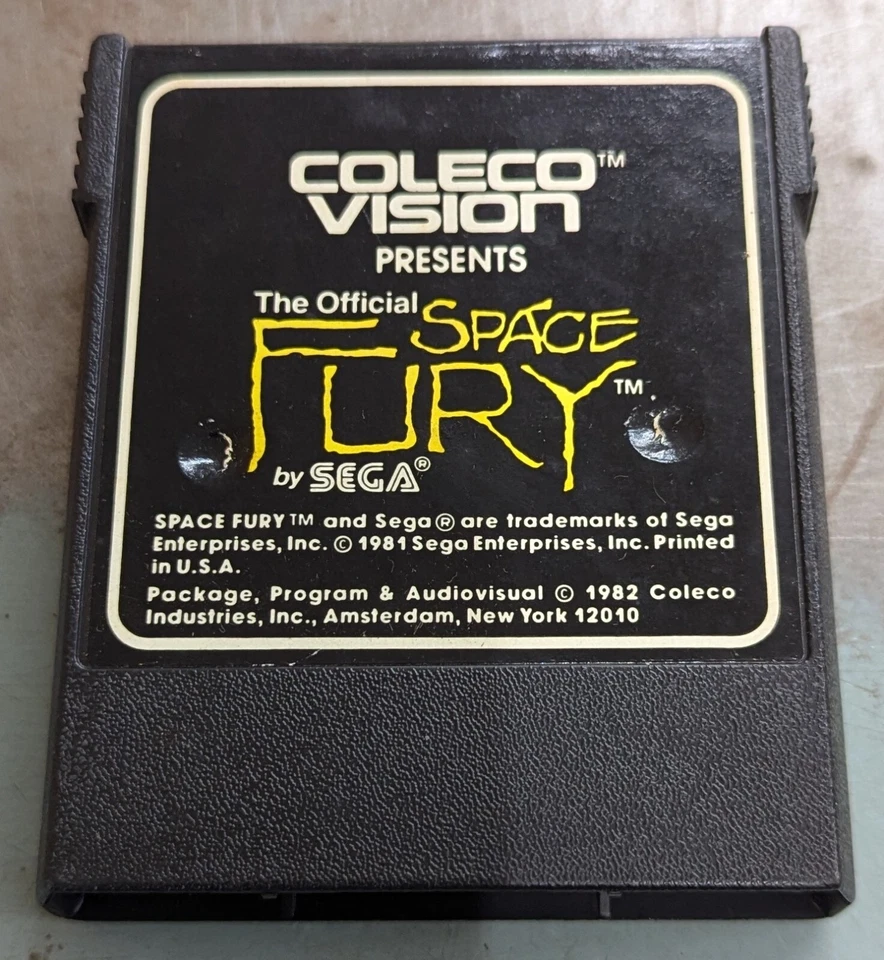 COLECO™
VISION
PRESENTS
The Official SPACE
FURY™
by SEGA®
SPACE FURY™ and Sega® are trademarks of Sega
Enterprises, Inc. © 1981 Sega Enterprises, Inc. Printed
in U.S.A.
Package, Program & Audiovisual © 1982 Coleco
Industries, Inc., Amsterdam, New York 12010